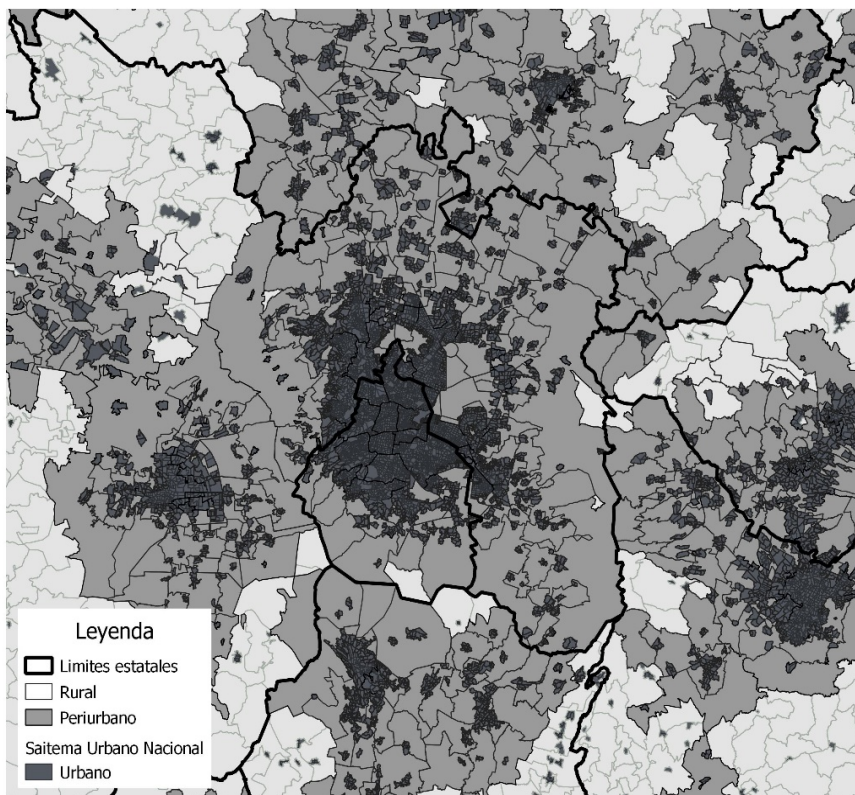 Leyenda
Limites estatales
Rural
Periurbano
Saitema Urbano Nacional
Urbano